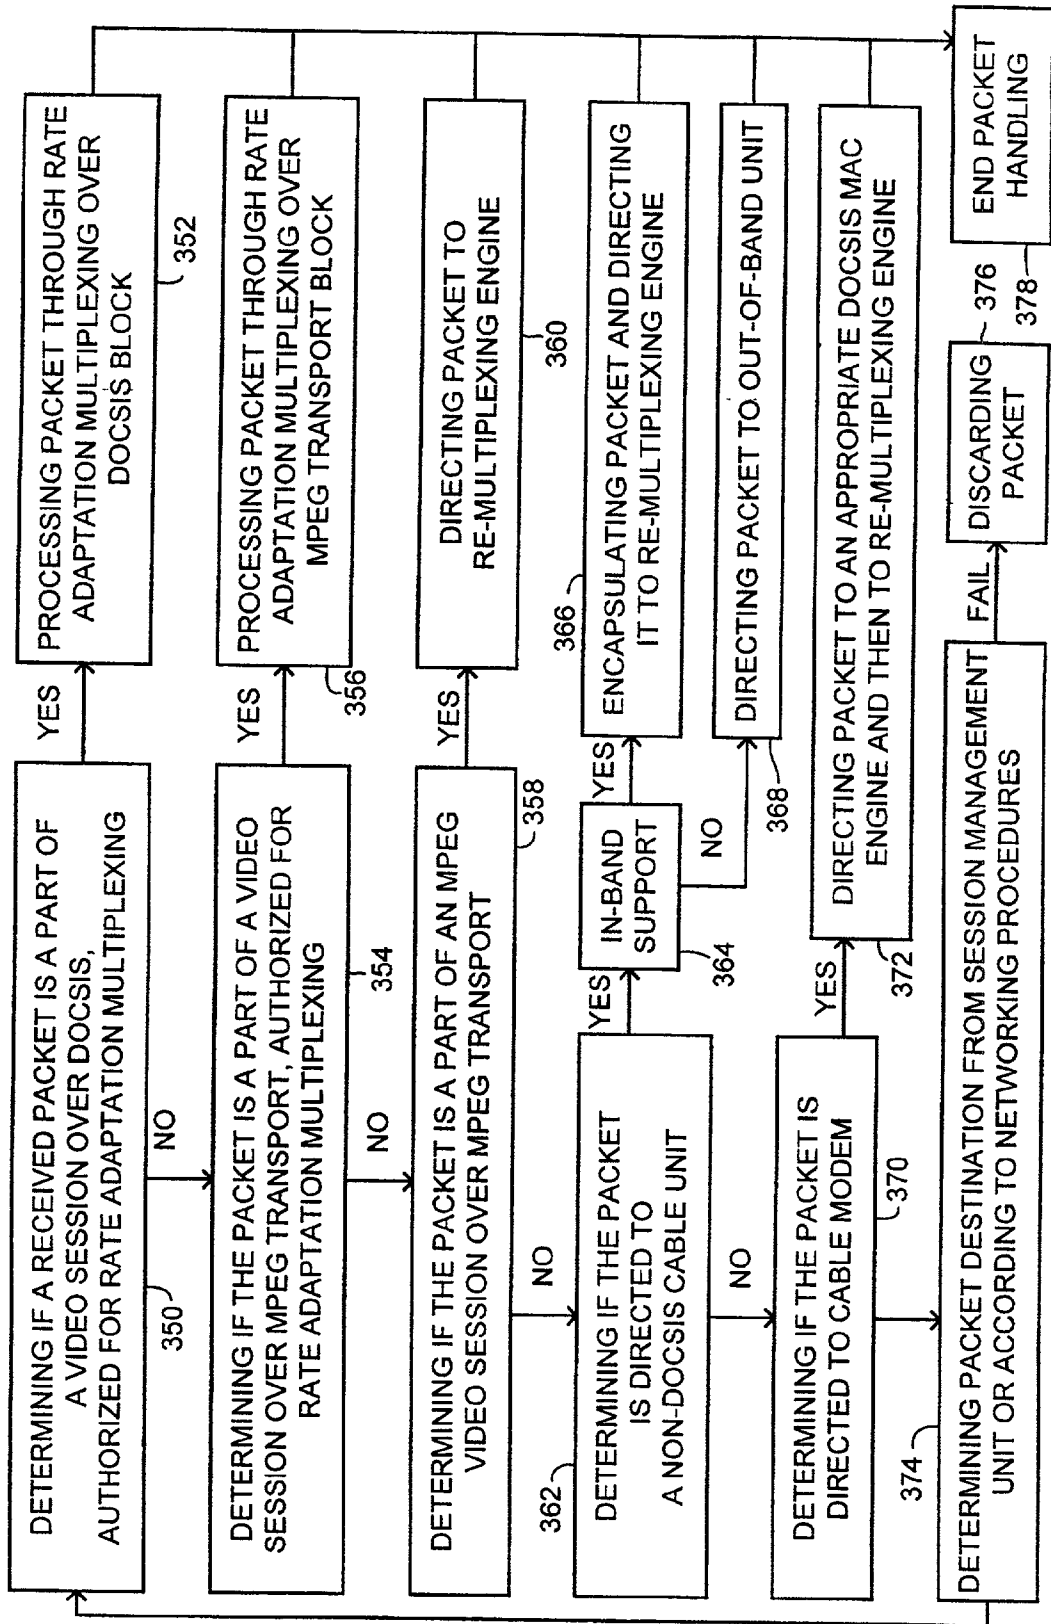 DETERMINING IF A RECEIVED PACKET IS A PART OF
A VIDEO SESSION OVER DOCSIS,
AUTHORIZED FOR RATE ADAPTATION MULTIPLEXING
350
YES
PROCESSING PACKET THROUGH RATE
ADAPTATION MULTIPLEXING OVER
DOCSIS BLOCK
352
NO
DETERMINING IF THE PACKET IS A PART OF A VIDEO
SESSION OVER MPEG TRANSPORT, AUTHORIZED FOR
RATE ADAPTATION MULTIPLEXING
354
YES
PROCESSING PACKET THROUGH RATE
ADAPTATION MULTIPLEXING OVER
MPEG TRANSPORT BLOCK
356
NO
DETERMINING IF THE PACKET IS A PART OF AN MPEG
VIDEO SESSION OVER MPEG TRANSPORT
358
YES
DIRECTING PACKET TO
RE-MULTIPLEXING ENGINE
360
NO
362
DETERMINING IF THE PACKET
IS DIRECTED TO
A NON-DOCSIS CABLE UNIT
YES
IN-BAND
SUPPORT
364
YES
366
ENCAPSULATING PACKET AND DIRECTING
IT TO RE-MULTIPLEXING ENGINE
NO
DIRECTING PACKET TO OUT-OF-BAND UNIT
368
NO
DETERMINING IF THE PACKET IS
DIRECTED TO CABLE MODEM
370
YES
DIRECTING PACKET TO AN APPROPRIATE DOCSIS MAC
ENGINE AND THEN TO RE-MULTIPLEXING ENGINE
372
374
DETERMINING PACKET DESTINATION FROM SESSION MANAGEMENT
UNIT OR ACCORDING TO NETWORKING PROCEDURES
FAIL
DISCARDING
PACKET
376
END PACKET
HANDLING
378